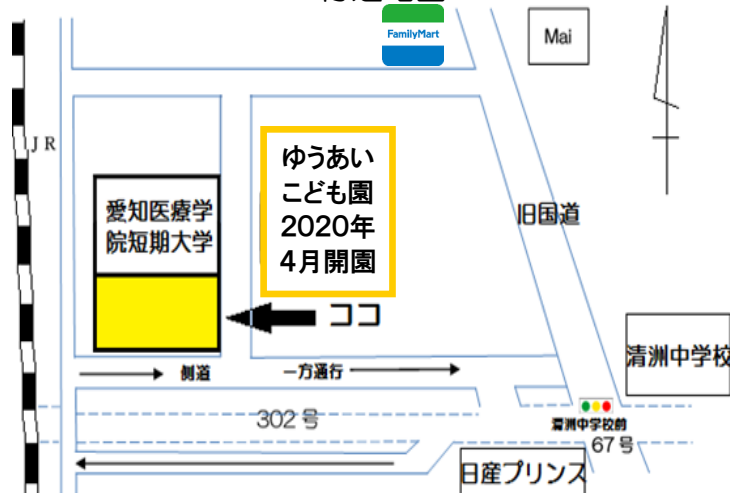 FamilyMart
Mai
JR
ゆうあい
こども園
2020年
4月開園
愛知医療学
院短期大学
旧国道
ココ
清洲中学校
側道
一方通行
302号
清洲中学校前
67号
日産プリンス